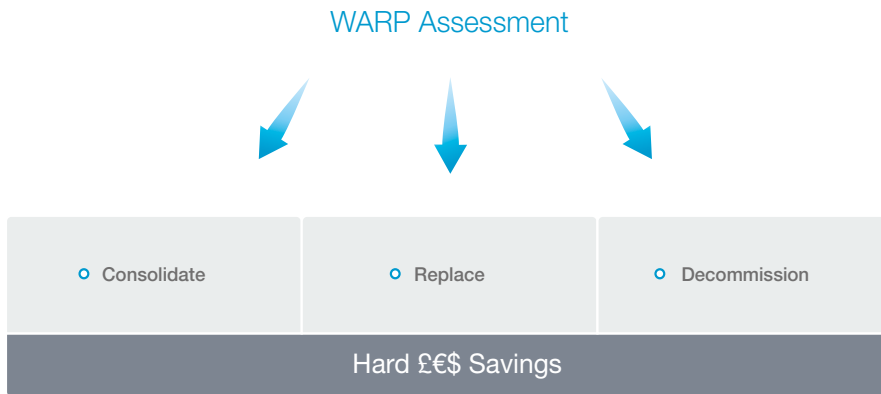 WARP Assessment
Consolidate
Replace
Decommission
Hard £€$ Savings